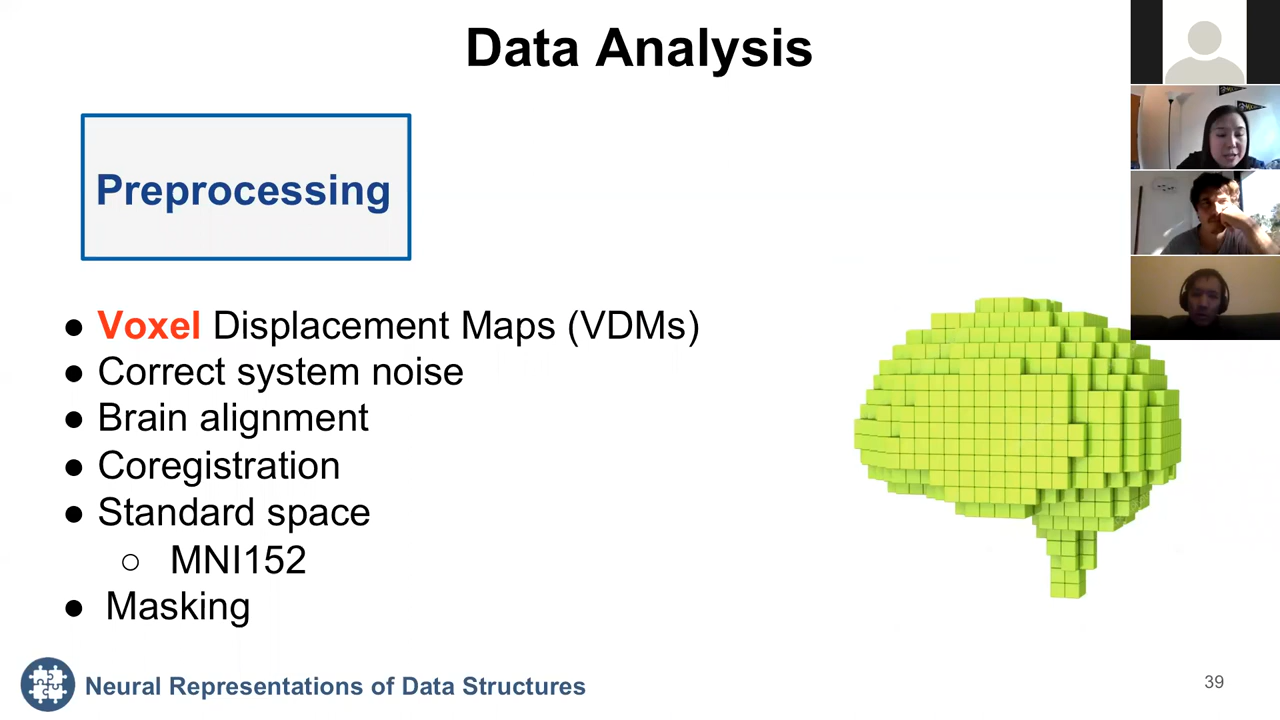 Data Analysis
Preprocessing
● Voxel Displacement Maps (VDMs)
● Correct system noise
● Brain alignment
● Coregistration
● Standard space
○ MNI152
● Masking
Neural Representations of Data Structures
39